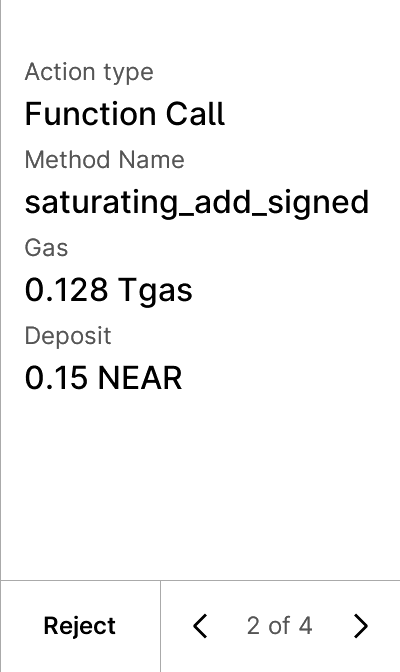 Action type
Function Call
Method Name
saturating_add_signed
Gas
0.128 Tgas
Deposit
0.15 NEAR
Reject
2 of 4